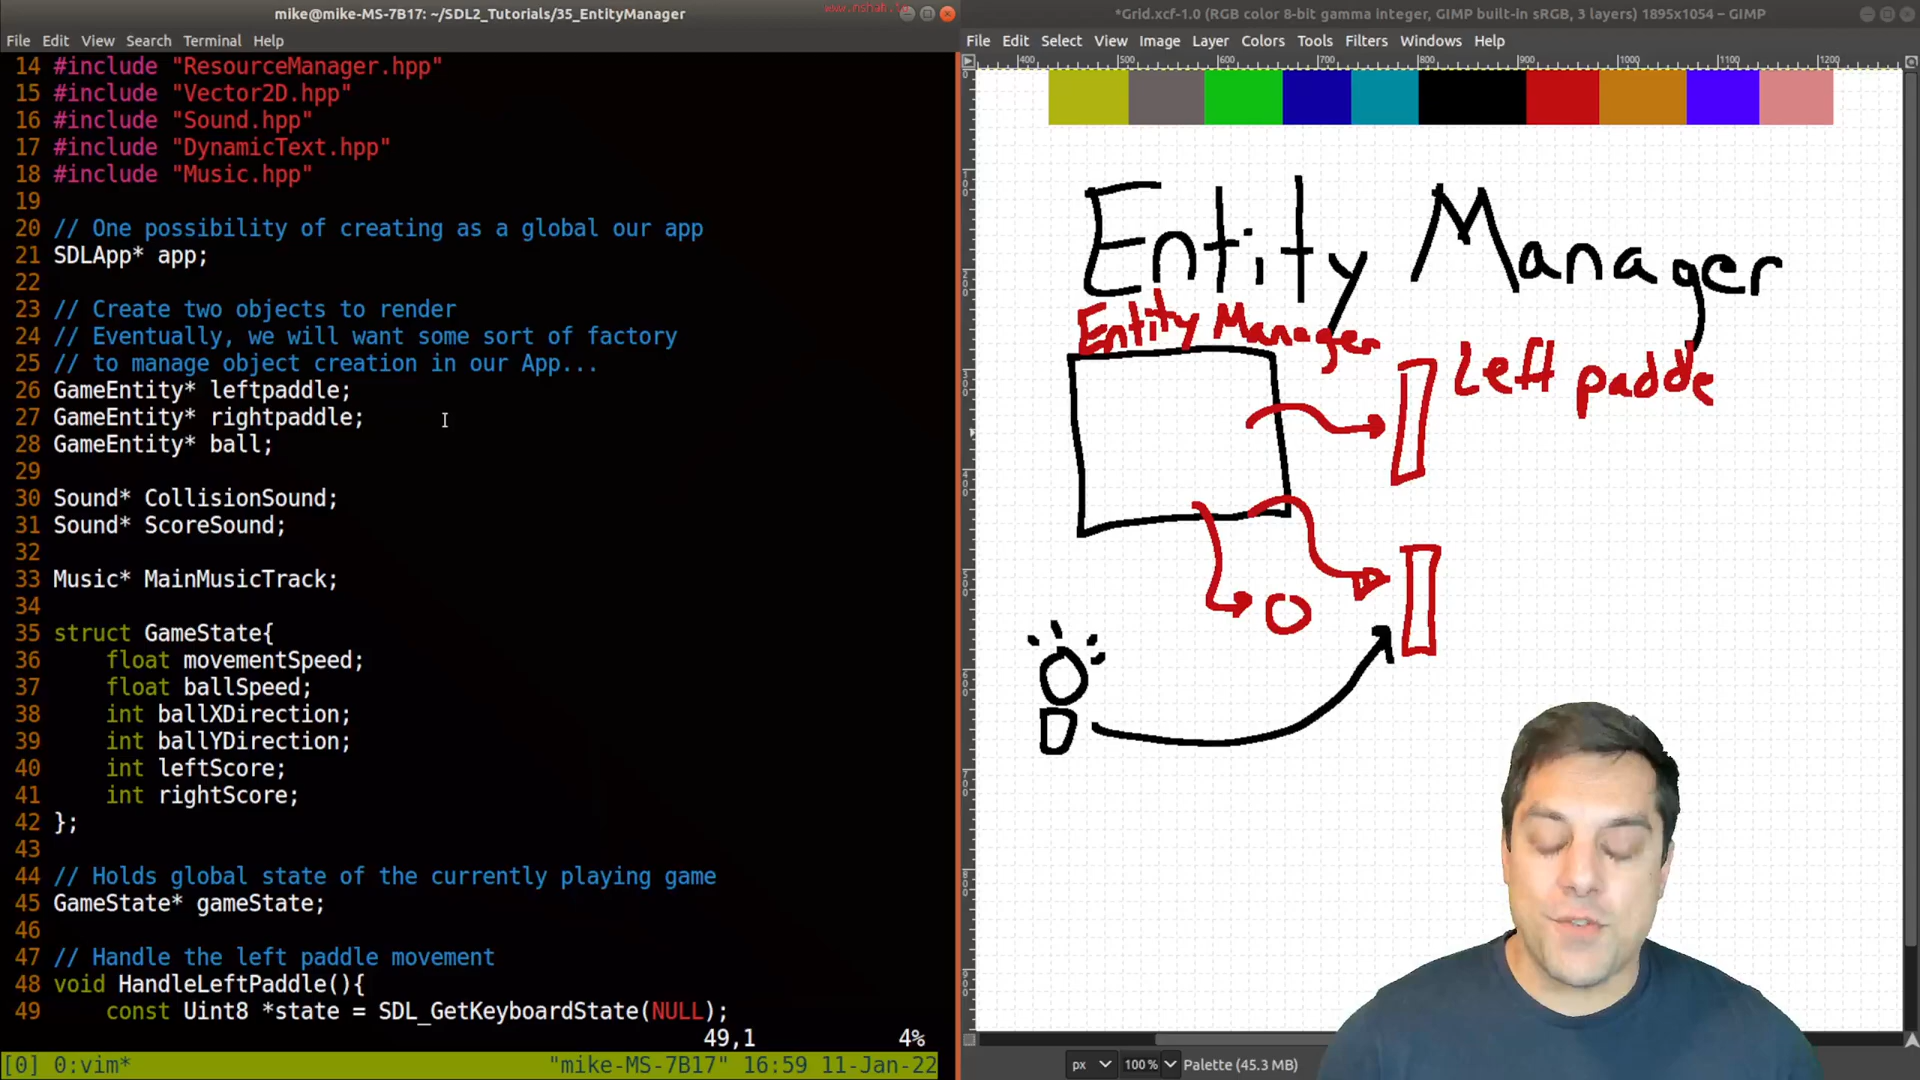 mike@mike-MS-7B17: ~/SDL2_Tutorials/35_EntityManager
File Edit View Search Terminal Help
14 #include "ResourceManager.hpp"
15 #include "Vector2D.hpp"
16 #include "Sound.hpp"
17 #include "DynamicText.hpp"
18 #include "Music.hpp"
19
20 // One possibility of creating as a global our app
21 SDLApp* app;
22
23 // Create two objects to render
24 // Eventually, we will want some sort of factory
25 // to manage object creation in our App...
26 GameEntity* leftpaddle;
27 GameEntity* rightpaddle;
28 GameEntity* ball;
29
30 Sound* CollisionSound;
31 Sound* ScoreSound;
32
33 Music* MainMusicTrack;
34
35 struct GameState{
36     float movementSpeed;
37     float ballSpeed;
38     int ballXDirection;
39     int ballYDirection;
40     int leftScore;
41     int rightScore;
42 };
43
44 // Holds global state of the currently playing game
45 GameState* gameState;
46
47 // Handle the left paddle movement
48 void HandleLeftPaddle(){
49     const Uint8 *state = SDL_GetKeyboardState(NULL);
49,1 4%
[0] 0:vim* "mike-MS-7B17" 16:59 11-Jan-22
*Grid.xcf-1.0 (RGB color 8-bit gamma integer, GIMP built-in sRGB, 3 layers) 1895x1054 – GIMP
File Edit Select View Image Layer Colors Tools Filters Windows Help
400 500 600 700 800 900 1000 1100 1200
Entity Manager
Entity Manager
Left padde
px 100% Palette (45.3 MB)